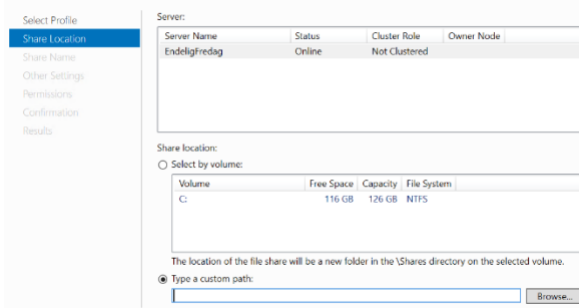 Select Profile
Share Location
Share Name
Other Settings
Permissions
Confirmation
Results
Server:
Server Name Status Cluster Role Owner Node
EndeligFredag Online Not Clustered
Share location:
Select by volume:
Volume Free Space Capacity File System
C: 116 GB 126 GB NTFS
The location of the file share will be a new folder in the \Shares directory on the selected volume.
Type a custom path:
Browse...